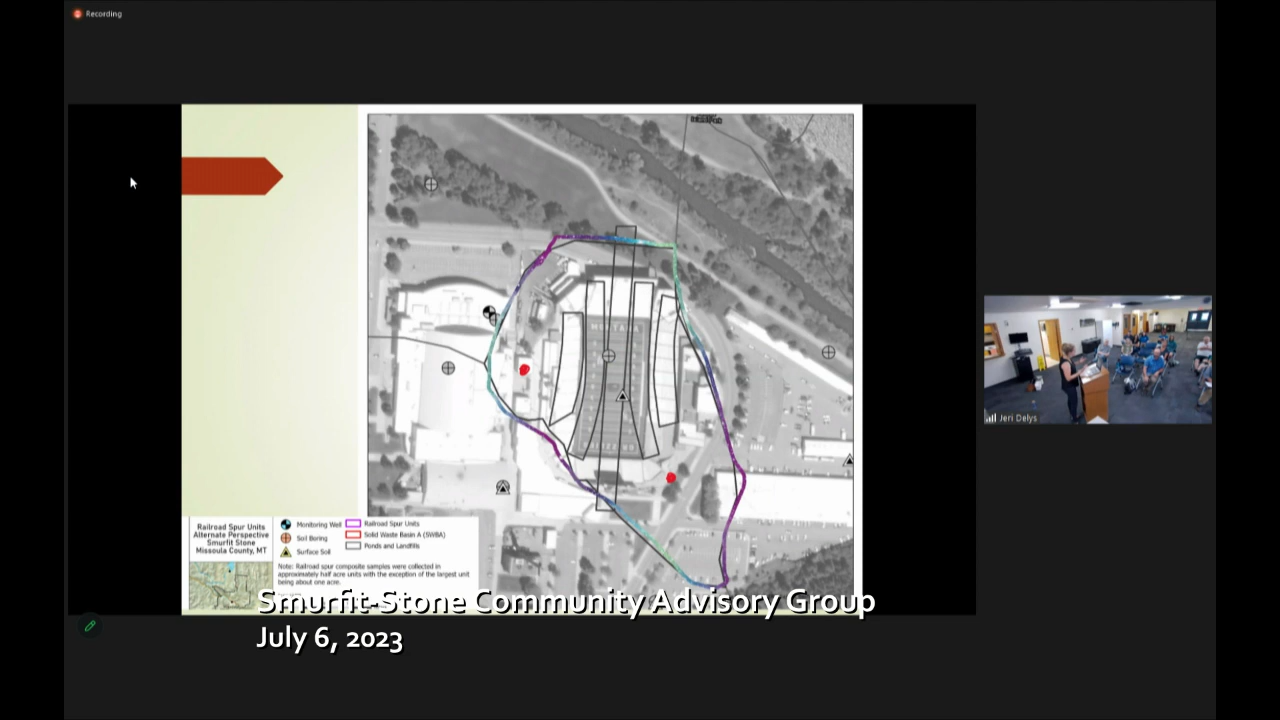 Recording
MONTANA
GRIZZLIES
Jeri Delys
Railroad Spur Units
Alternate Perspective
Smurfit Stone
Missoula County, MT
Monitoring Well
Soil Boring
Surface Soil
Railroad Spur Units
Solid Waste Basin A (SWBA)
Ponds and Landfills
Note: Railroad spur composite samples were collected in
approximately half acre units with the exception of the largest unit
being about one acre.
Smurfit-Stone Community Advisory Group
July 6, 2023